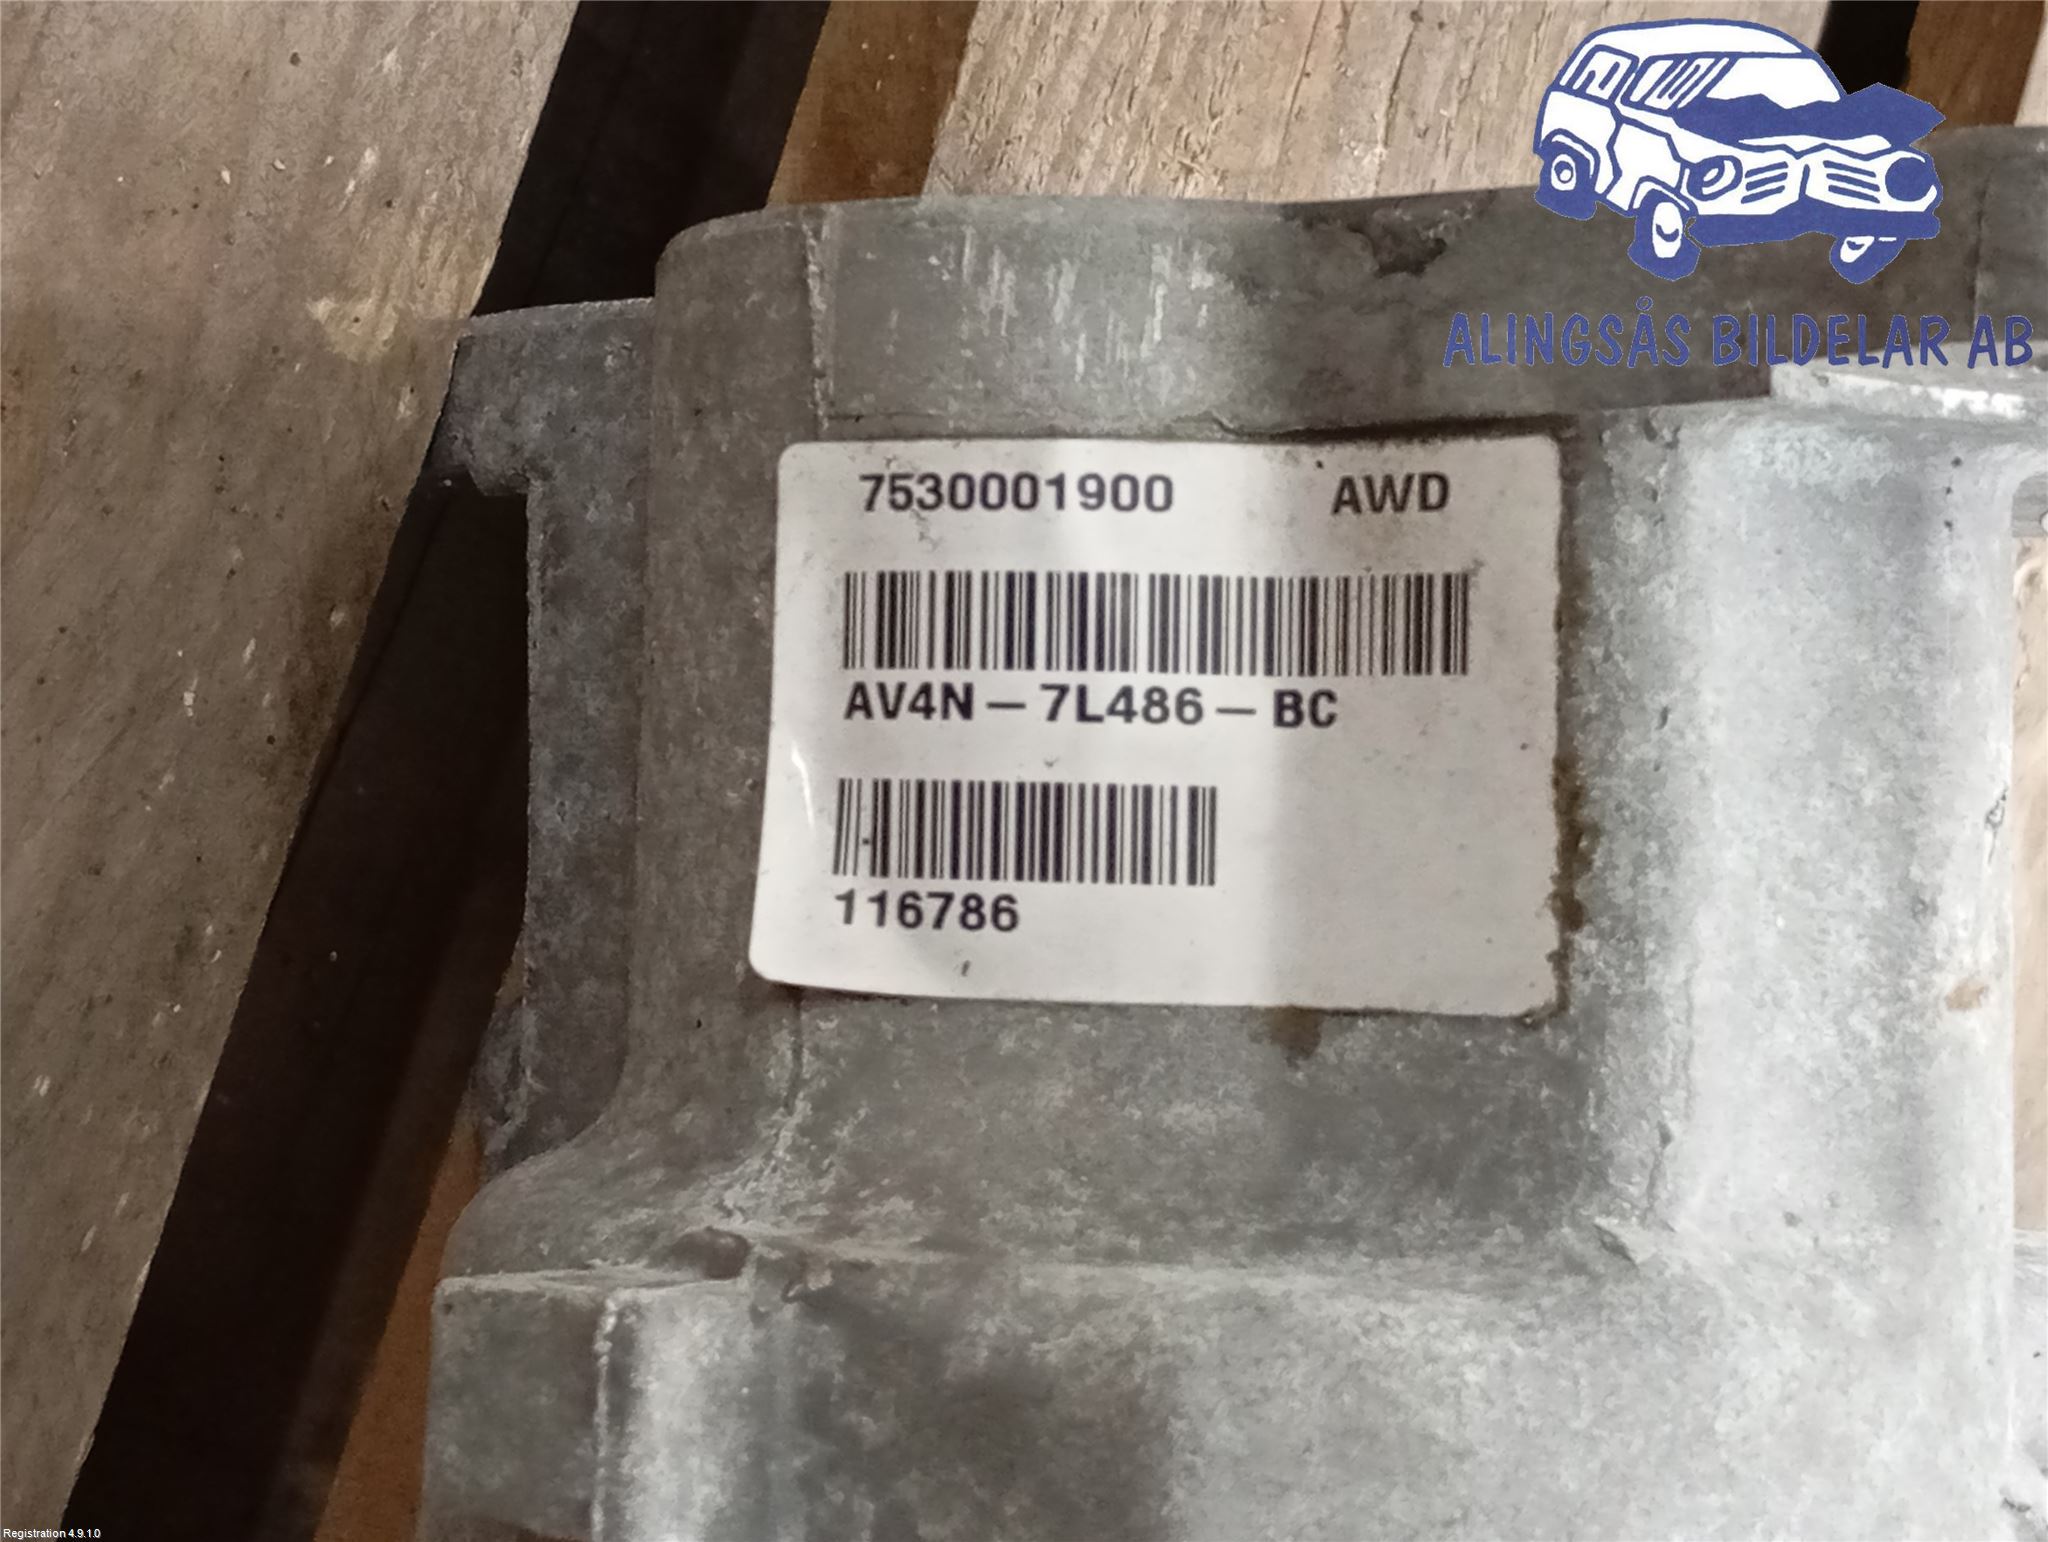 ALINGSÅS BILDELAR AB
7530001900 AWD
AV4N-7L486-BC
116786
Registration 4.9.1.0